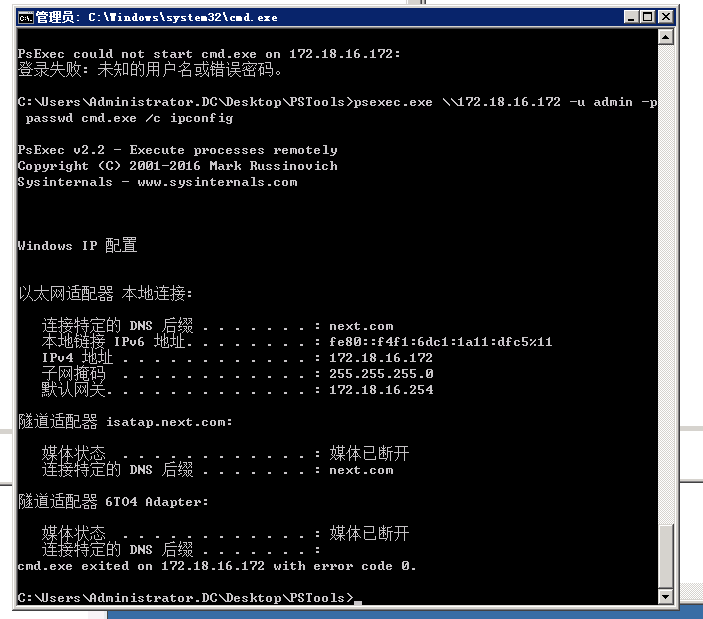 管理员: C:\Windows\system32\cmd.exe
PsExec could not start cmd.exe on 172.18.16.172:
登录失败: 未知的用户名或错误密码。
C:\Users\Administrator.DC\Desktop\PSTools>psexec.exe \\172.18.16.172 -u admin -p
 passwd cmd.exe /c ipconfig
PsExec v2.2 - Execute processes remotely
Copyright (C) 2001-2016 Mark Russinovich
Sysinternals - www.sysinternals.com
Windows IP 配置
以太网适配器 本地连接:
   连接特定的 DNS 后缀 . . . . . . . : next.com
   本地链接 IPv6 地址. . . . . . . . : fe80::f4f1:6dc1:1a11:dfc5%11
   IPv4 地址 . . . . . . . . . . . . : 172.18.16.172
   子网掩码  . . . . . . . . . . . . : 255.255.255.0
   默认网关. . . . . . . . . . . . . : 172.18.16.254
隧道适配器 isatap.next.com:
   媒体状态  . . . . . . . . . . . . : 媒体已断开
   连接特定的 DNS 后缀 . . . . . . . : next.com
隧道适配器 6TO4 Adapter:
   媒体状态  . . . . . . . . . . . . : 媒体已断开
   连接特定的 DNS 后缀 . . . . . . . :
cmd.exe exited on 172.18.16.172 with error code 0.
C:\Users\Administrator.DC\Desktop\PSTools>